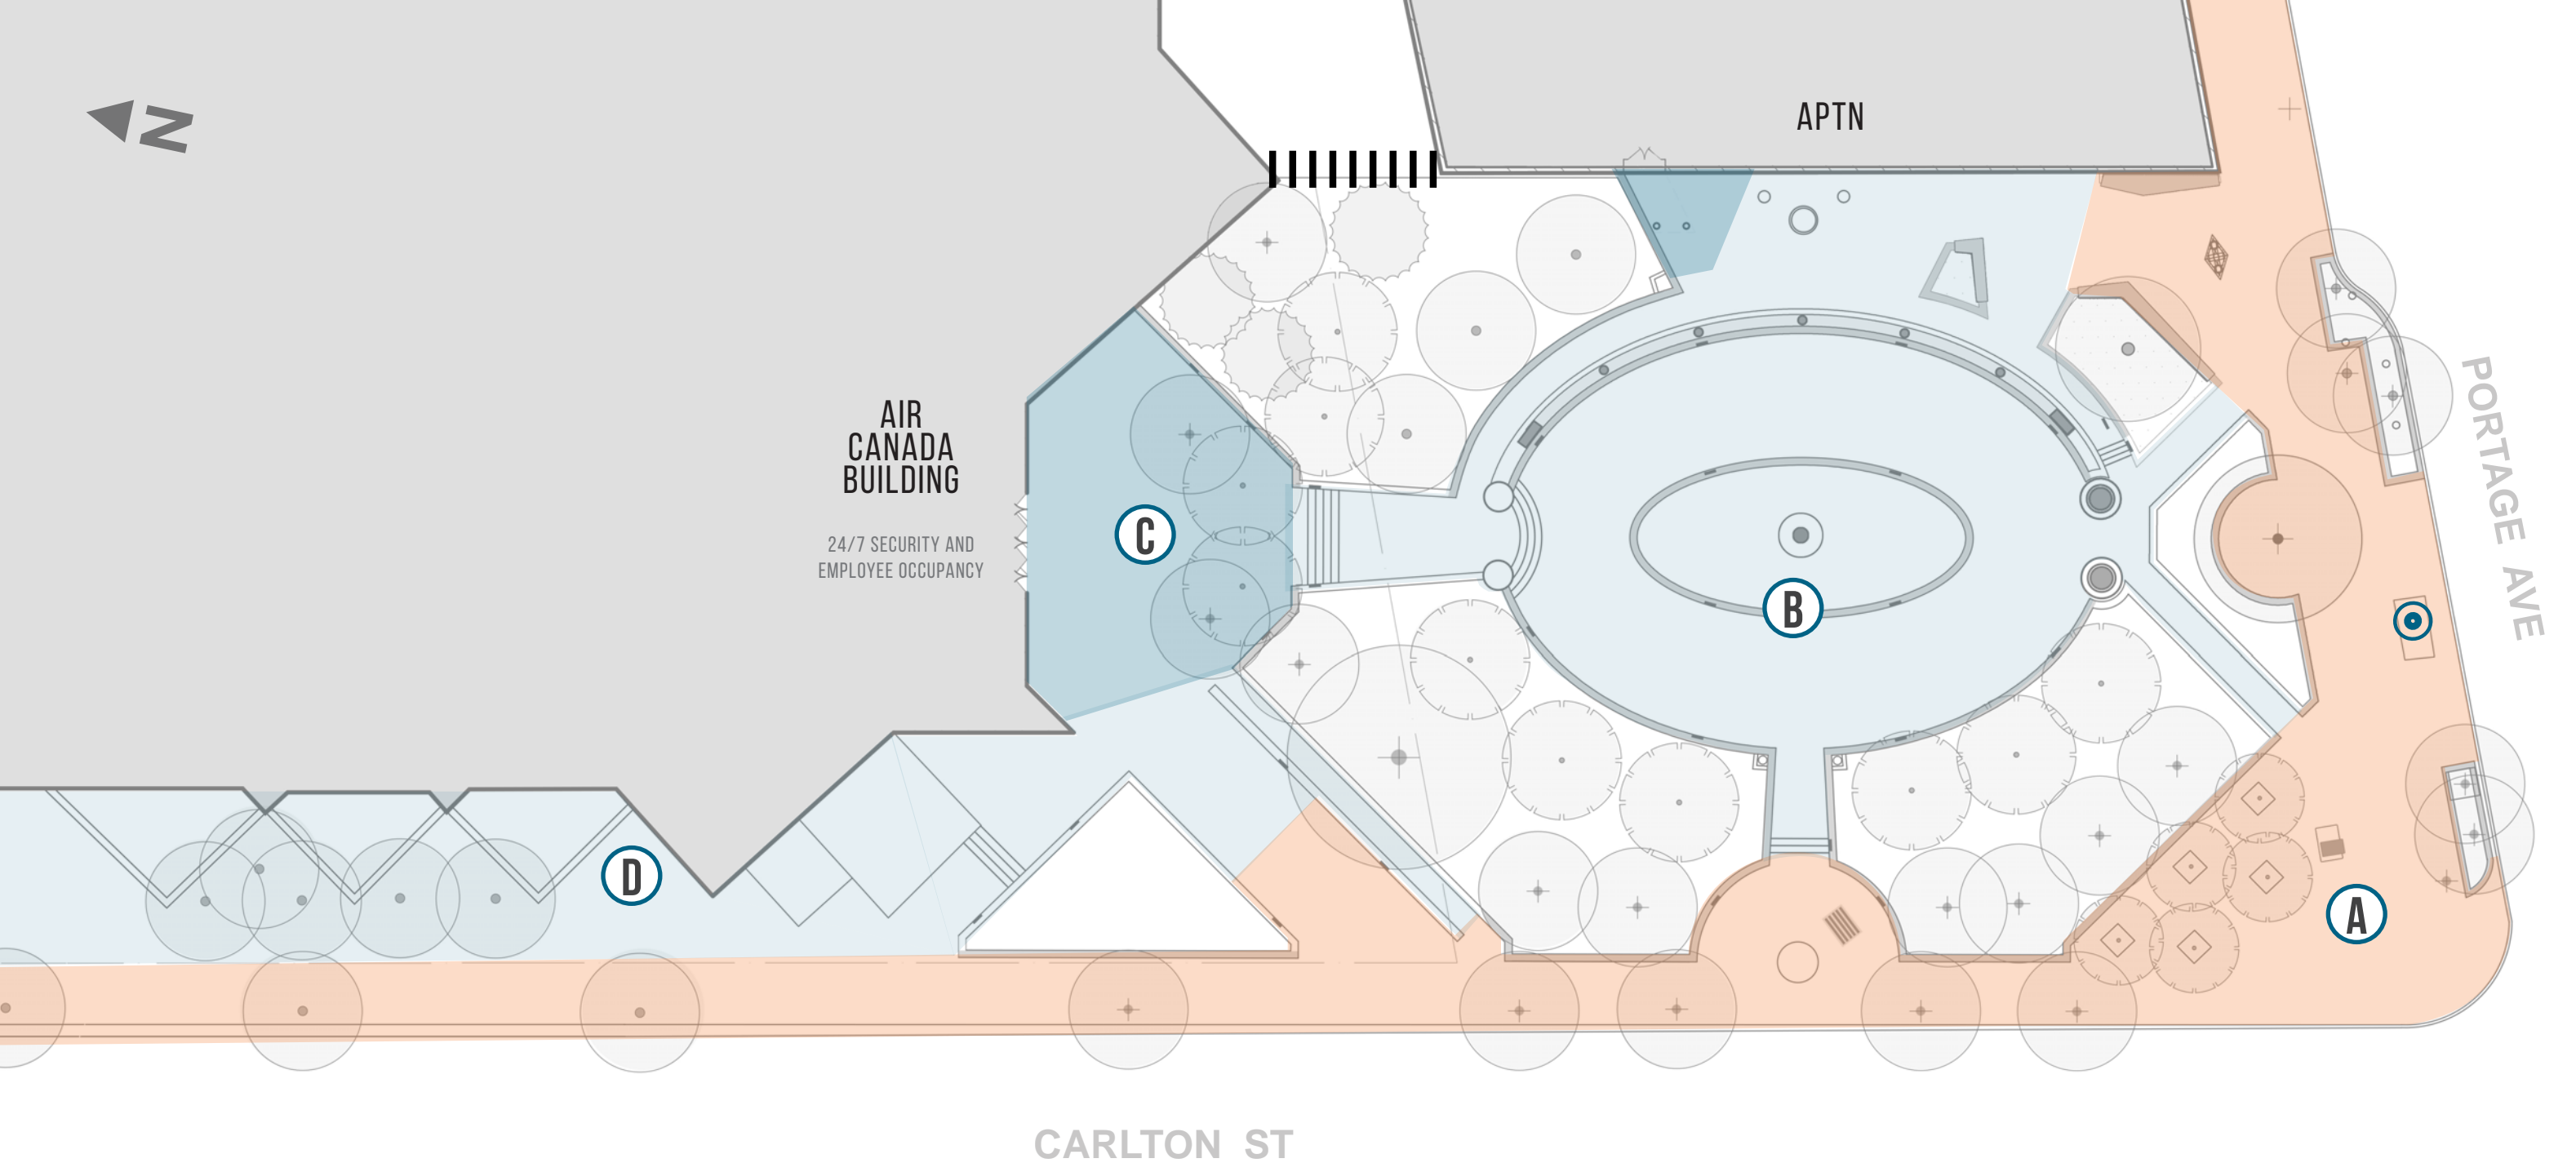 N
APTN
AIR
CANADA
BUILDING
24/7 SECURITY AND
EMPLOYEE OCCUPANCY
C
B
D
A
PORTAGE AVE
CARLTON ST